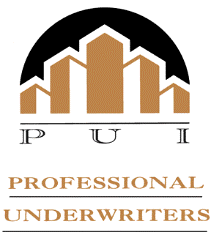 P U I
PROFESSIONAL
UNDERWRITERS